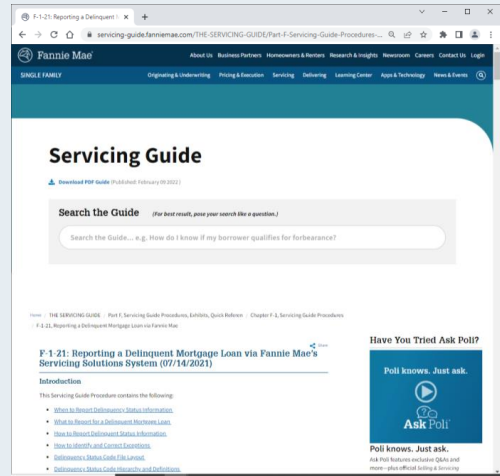 F-1-21: Reporting a Delinquent M
servicing-guide.fanniemae.com/THE-SERVICING-GUIDE/Part-F-Servicing-Guide-Procedures-...
Fannie Mae
About Us Business Partners Homeowners & Renters Research & Insights Newsroom Careers Contact Us Login
SINGLE FAMILY
Originating & Underwriting Pricing & Execution Servicing Delivering Learning Center Apps & Technology News & Events
Servicing Guide
Download PDF Guide (Published: February 09 2022 )
Search the Guide (For best result, pose your search like a question.)
Search the Guide... e.g. How do I know if my borrower qualifies for forbearance?
Home / THE SERVICING GUIDE / Part F, Servicing Guide Procedures, Exhibits, Quick Referen / Chapter F-1, Servicing Guide Procedures
/ F-1-21, Reporting a Delinquent Mortgage Loan via Fannie Mae
Share
F-1-21: Reporting a Delinquent Mortgage Loan via Fannie Mae's
Servicing Solutions System (07/14/2021)
Introduction
This Servicing Guide Procedure contains the following:
When to Report Delinquency Status Information
What to Report for a Delinquent Mortgage Loan
How to Report Delinquent Status Information
How to Identify and Correct Exceptions
Delinquency Status Code File Layout
Delinquency Status Code Hierarchy and Definitions
Have You Tried Ask Poli?
Poli knows. Just ask.
Ask Poli
Poli knows. Just ask.
Ask Poli features exclusive Q&As and
more—plus official Selling & Servicing